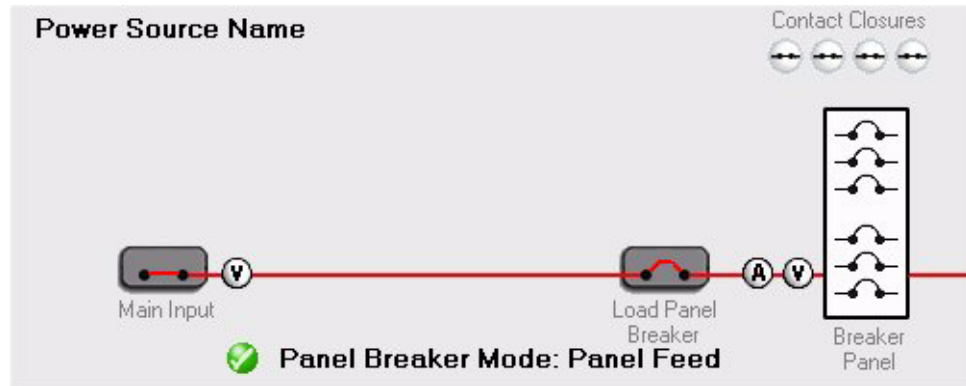 Power Source Name
Contact Closures
V
A
V
Main Input
Load Panel
Breaker
Breaker
Panel
Panel Breaker Mode: Panel Feed